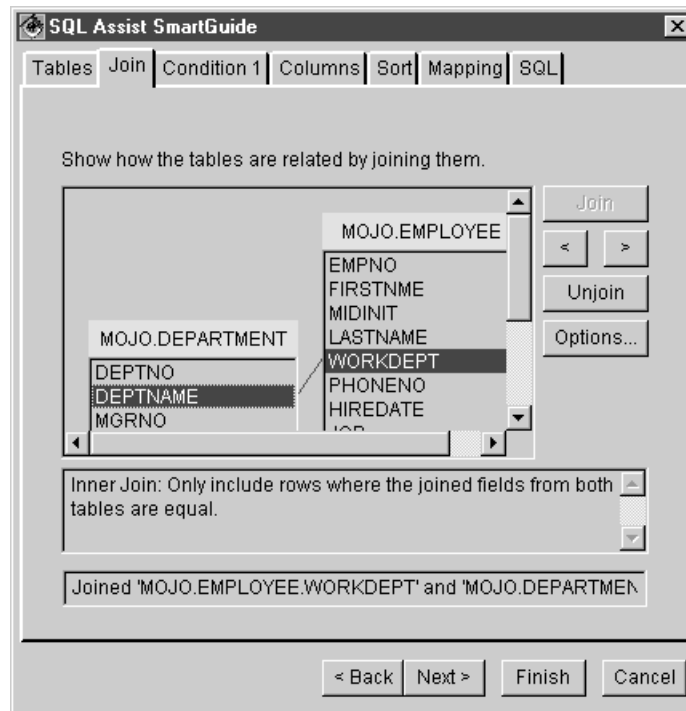 SQL Assist SmartGuide
Tables Join Condition 1 Columns Sort Mapping SQL
Show how the tables are related by joining them.
MOJO.DEPARTMENT
DEPTNO
DEPTNAME
MGRNO
MOJO.EMPLOYEE
EMPNO
FIRSTNME
MIDINIT
LASTNAME
WORKDEPT
PHONENO
HIREDATE
JOB
Join
< >
Unjoin
Options...
Inner Join: Only include rows where the joined fields from both
tables are equal.
Joined 'MOJO.EMPLOYEE.WORKDEPT' and 'MOJO.DEPARTMEN
< Back Next > Finish Cancel